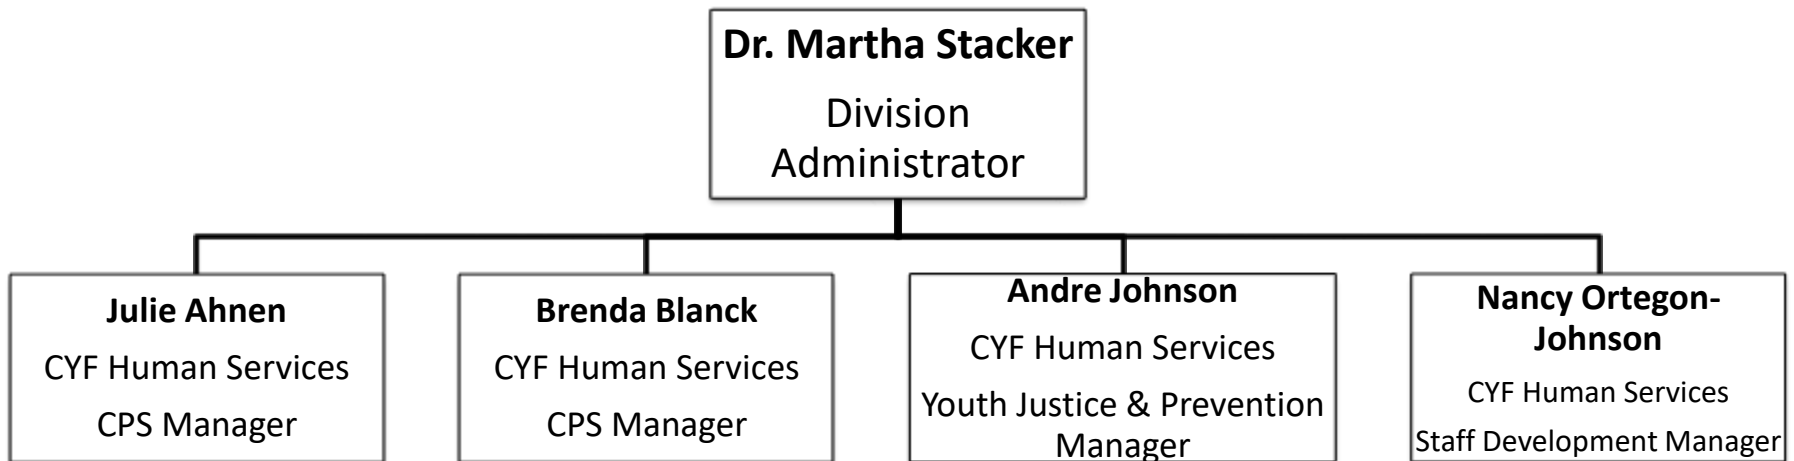 Dr. Martha Stacker
Division
Administrator
Julie Ahnen
CYF Human Services
CPS Manager
Brenda Blanck
CYF Human Services
CPS Manager
Andre Johnson
CYF Human Services
Youth Justice & Prevention
Manager
Nancy Ortegon-
Johnson
CYF Human Services
Staff Development Manager